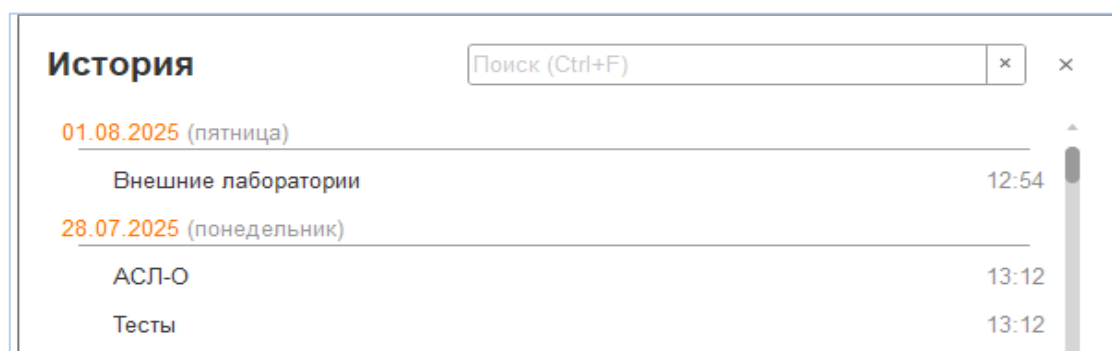 История
Поиск (Ctrl+F) × ×
01.08.2025 (пятница)
Внешние лаборатории 12:54
28.07.2025 (понедельник)
АСЛ-О 13:12
Тесты 13:12